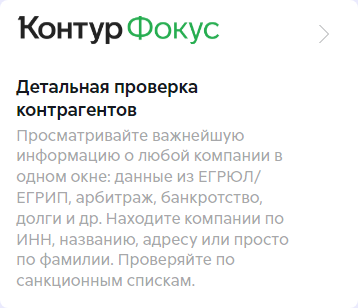 Контур Фокус
Детальная проверка
контрагентов
Просматривайте важнейшую
информацию о любой компании в
одном окне: данные из ЕГРЮЛ/
ЕГРИП, арбитраж, банкротство,
долги и др. Находите компании по
ИНН, названию, адресу или просто
по фамилии. Проверяйте по
санкционным спискам.